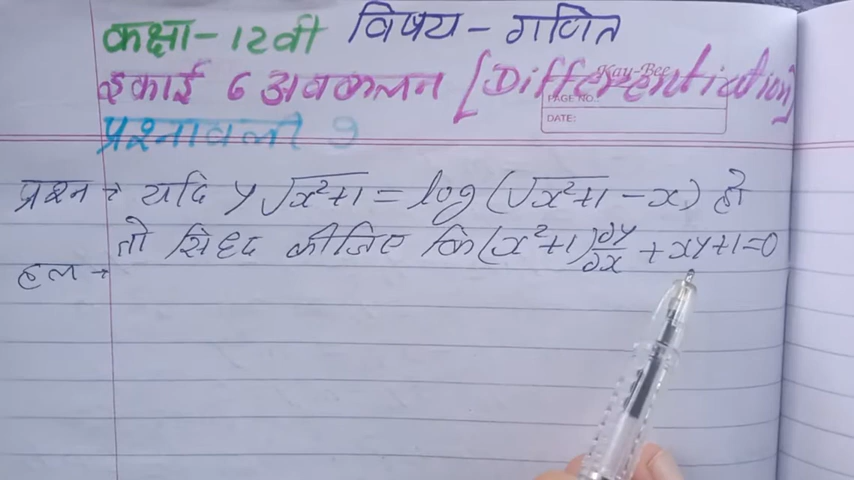 कक्षा-12वी विषय-गणित
इकाई 6 अवकलन [Differentiation]
Kay-Bee
PAGE NO.:
DATE:
प्रश्नावली 9
प्रश्न → यदि y √x²+1 = log (√x²+1 - x) हो
तो सिध्द कीजिए कि (x²+1) dy/dx + xy+1=0
हल →